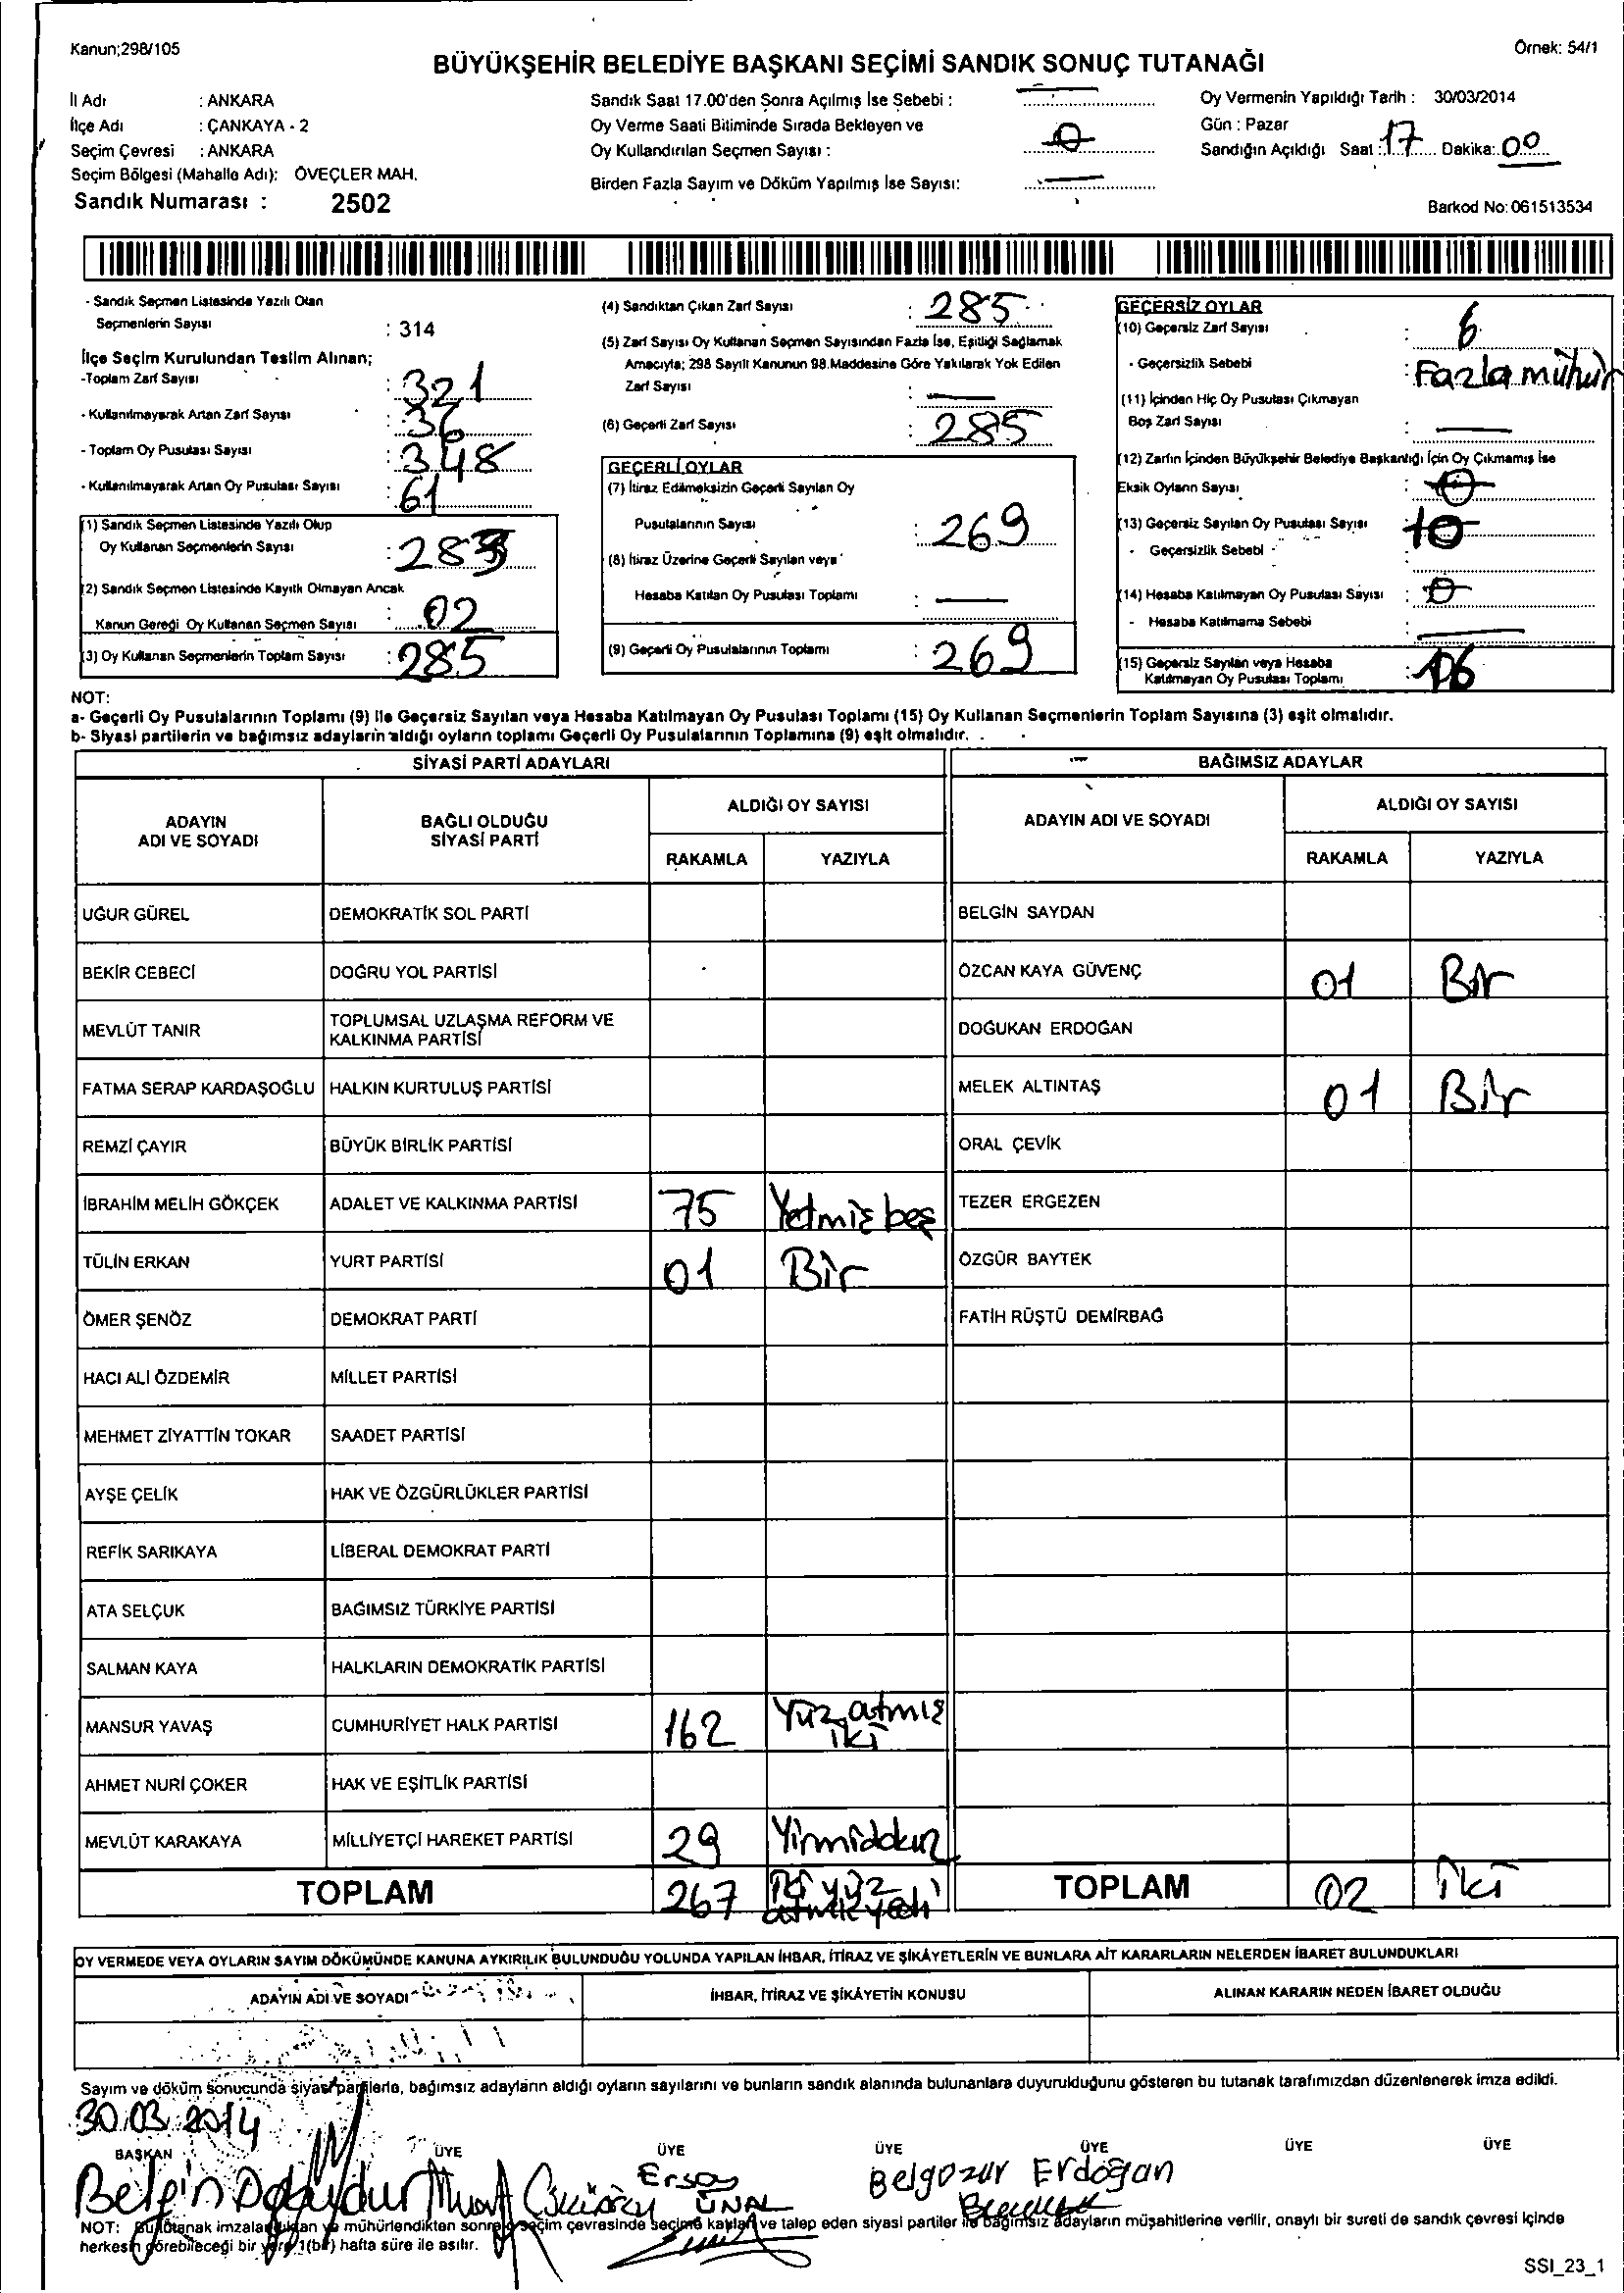 Kanun;298/105
Örnek: 54/1
BÜYÜKŞEHİR BELEDİYE BAŞKANI SEÇİMİ SANDIK SONUÇ TUTANAĞI
İl Adı : ANKARA
İlçe Adı : ÇANKAYA - 2
Seçim Çevresi : ANKARA
Seçim Bölgesi (Mahalle Adı): ÖVEÇLER MAH.
Sandık Numarası : 2502
Sandık Saat 17.00'den Sonra Açılmış İse Sebebi :
Oy Verme Saati Bitiminde Sırada Bekleyen ve
Oy Kullandırılan Seçmen Sayısı : 0
Birden Fazla Sayım ve Döküm Yapılmış İse Sayısı:
Oy Vermenin Yapıldığı Tarih : 30/03/2014
Gün : Pazar
Sandığın Açıldığı Saat : 17 Dakika: 00
Barkod No: 061513534
- Sandık Seçmen Listesinde Yazılı Olan
Seçmenlerin Sayısı : 314
İlçe Seçim Kurulundan Teslim Alınan;
-Toplam Zarf Sayısı : 321
- Kullanılmayarak Artan Zarf Sayısı : 36
- Toplam Oy Pusulası Sayısı : 348
- Kullanılmayarak Artan Oy Pusulası Sayısı : 61
(1) Sandık Seçmen Listesinde Yazılı Olup
Oy Kullanan Seçmenlerin Sayısı : 283
(2) Sandık Seçmen Listesinde Kayıtlı Olmayan Ancak
Kanun Gereği Oy Kullanan Seçmen Sayısı : 02
(3) Oy Kullanan Seçmenlerin Toplam Sayısı : 285
(4) Sandıktan Çıkan Zarf Sayısı : 285
(5) Zarf Sayısı Oy Kullanan Seçmen Sayısından Fazla İse, Eşitliği Sağlamak
Amacıyla; 298 Sayılı Kanunun 98.Maddesine Göre Yakılarak Yok Edilen
Zarf Sayısı :
(6) Geçerli Zarf Sayısı : 285
GEÇERLİ OYLAR
(7) İtiraz Edilmeksizin Geçerli Sayılan Oy
Pusulalarının Sayısı : 269
(8) İtiraz Üzerine Geçerli Sayılan veya
Hesaba Katılan Oy Pusulası Toplamı :
(9) Geçerli Oy Pusulalarının Toplamı : 269
GEÇERSİZ OYLAR
(10) Geçersiz Zarf Sayısı : 6
- Geçersizlik Sebebi : Fazla mühür
(11) İçinden Hiç Oy Pusulası Çıkmayan
Boş Zarf Sayısı :
(12) Zarfın İçinden Büyükşehir Belediye Başkanlığı İçin Oy Çıkmamış İse
Eksik Oyların Sayısı : 0
(13) Geçersiz Sayılan Oy Pusulası Sayısı 10
- Geçersizlik Sebebi
(14) Hesaba Katılmayan Oy Pusulası Sayısı : 0
- Hesaba Katılmama Sebebi :
(15) Geçersiz Sayılan veya Hesaba
Katılmayan Oy Pusulası Toplamı : 16
NOT:
a- Geçerli Oy Pusulalarının Toplamı (9) ile Geçersiz Sayılan veya Hesaba Katılmayan Oy Pusulası Toplamı (15) Oy Kullanan Seçmenlerin Toplam Sayısına (3) eşit olmalıdır.
b- Siyasi partilerin ve bağımsız adayların aldığı oyların toplamı Geçerli Oy Pusulalarının Toplamına (9) eşit olmalıdır.
SİYASİ PARTİ ADAYLARI
ADAYIN ADI VE SOYADI BAĞLI OLDUĞU SİYASİ PARTİ ALDIĞI OY SAYISI
RAKAMLA YAZIYLA
UĞUR GÜREL DEMOKRATİK SOL PARTİ
BEKİR CEBECİ DOĞRU YOL PARTİSİ
MEVLÜT TANIR TOPLUMSAL UZLAŞMA REFORM VE KALKINMA PARTİSİ
FATMA SERAP KARDAŞOĞLU HALKIN KURTULUŞ PARTİSİ
REMZİ ÇAYIR BÜYÜK BİRLİK PARTİSİ
İBRAHİM MELİH GÖKÇEK ADALET VE KALKINMA PARTİSİ 75 Yetmiş beş
TÜLİN ERKAN YURT PARTİSİ 01 Bir
ÖMER ŞENÖZ DEMOKRAT PARTİ
HACI ALİ ÖZDEMİR MİLLET PARTİSİ
MEHMET ZİYATTİN TOKAR SAADET PARTİSİ
AYŞE ÇELİK HAK VE ÖZGÜRLÜKLER PARTİSİ
REFİK SARIKAYA LİBERAL DEMOKRAT PARTİ
ATA SELÇUK BAĞIMSIZ TÜRKİYE PARTİSİ
SALMAN KAYA HALKLARIN DEMOKRATİK PARTİSİ
MANSUR YAVAŞ CUMHURİYET HALK PARTİSİ 162 Yüz atmış iki
AHMET NURİ ÇOKER HAK VE EŞİTLİK PARTİSİ
MEVLÜT KARAKAYA MİLLİYETÇİ HAREKET PARTİSİ 29 Yirmidokuz
TOPLAM 267 İki yüz atmış yedi
BAĞIMSIZ ADAYLAR
ADAYIN ADI VE SOYADI ALDIĞI OY SAYISI
RAKAMLA YAZIYLA
BELGİN SAYDAN
ÖZCAN KAYA GÜVENÇ 01 Bir
DOĞUKAN ERDOĞAN
MELEK ALTINTAŞ 01 Bir
ORAL ÇEVİK
TEZER ERGEZEN
ÖZGÜR BAYTEK
FATİH RÜŞTÜ DEMİRBAĞ
TOPLAM 02 İki
OY VERMEDE VEYA OYLARIN SAYIM DÖKÜMÜNDE KANUNA AYKIRILIK BULUNDUĞU YOLUNDA YAPILAN İHBAR, İTİRAZ VE ŞİKÂYETLERİN VE BUNLARA AİT KARARLARIN NELERDEN İBARET BULUNDUKLARI
ADAYIN ADI VE SOYADI İHBAR, İTİRAZ VE ŞİKÂYETİN KONUSU ALINAN KARARIN NEDEN İBARET OLDUĞU
Sayım ve döküm sonucunda siyasi partilerle, bağımsız adayların aldığı oyların sayılarını ve bunların sandık alanında bulunanlara duyurulduğunu gösteren bu tutanak tarafımızdan düzenlenerek imza edildi.
30.03.2014
BAŞKAN ÜYE ÜYE ÜYE ÜYE ÜYE ÜYE
Belgin
Ersoy ÜNAL
Belgozar Erdoğan
NOT: Bu tutanak imzalandıktan ve mühürlendikten sonra seçim çevresinde seçime katılan ve talep eden siyasi partiler ile bağımsız adayların müşahitlerine verilir, onaylı bir sureti de sandık çevresi içinde
herkesin görebileceği bir yere 1(bir) hafta süre ile asılır.
SSI_23_1